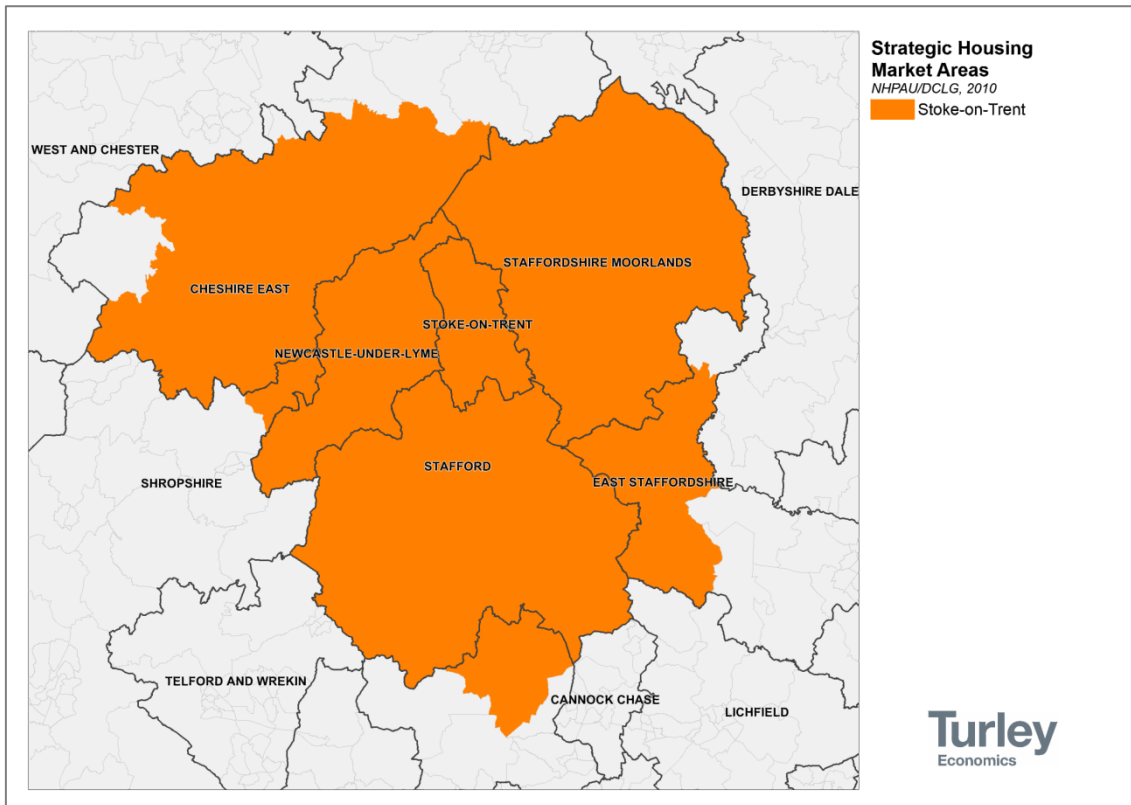 Strategic Housing
Market Areas
NHPAU/DCLG, 2010
Stoke-on-Trent
WEST AND CHESTER
DERBYSHIRE DALE
STAFFORDSHIRE MOORLANDS
CHESHIRE EAST
STOKE-ON-TRENT
NEWCASTLE-UNDER-LYME
STAFFORD
SHROPSHIRE
EAST STAFFORDSHIRE
TELFORD AND WREKIN
CANNOCK CHASE
LICHFIELD
Turley
Economics